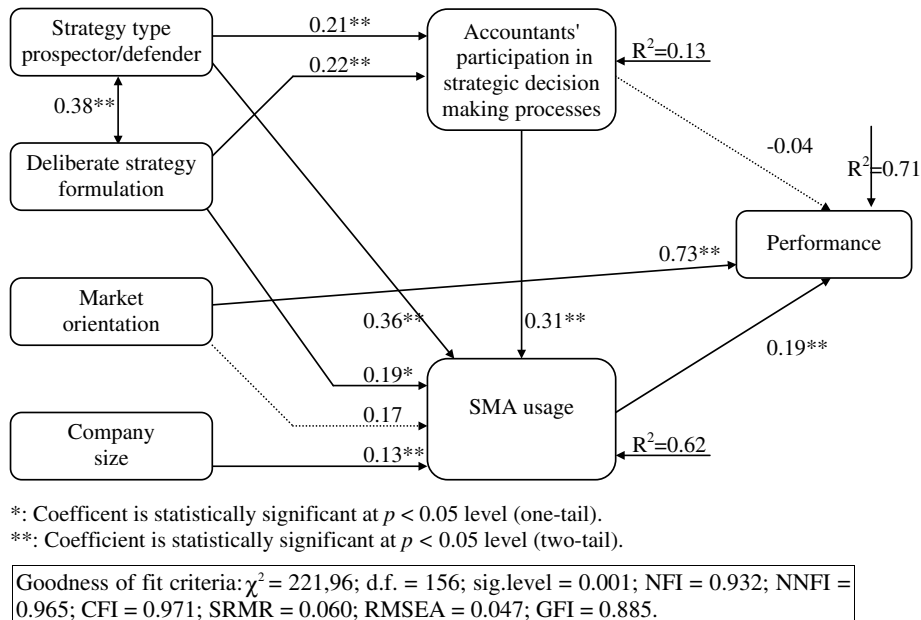 Strategy type
prospector/defender
0.21**
0.22**
Accountants'
participation in
strategic decision
making processes
R²=0.13
0.38**
Deliberate strategy
formulation
-0.04
R²=0.71
Performance
0.73**
Market
orientation
0.36**
0.31**
0.19**
0.19*
0.17
SMA usage
Company
size
0.13**
R²=0.62
*: Coefficent is statistically significant at p < 0.05 level (one-tail).
**: Coefficient is statistically significant at p < 0.05 level (two-tail).
Goodness of fit criteria: χ² = 221,96; d.f. = 156; sig.level = 0.001; NFI = 0.932; NNFI =
0.965; CFI = 0.971; SRMR = 0.060; RMSEA = 0.047; GFI = 0.885.